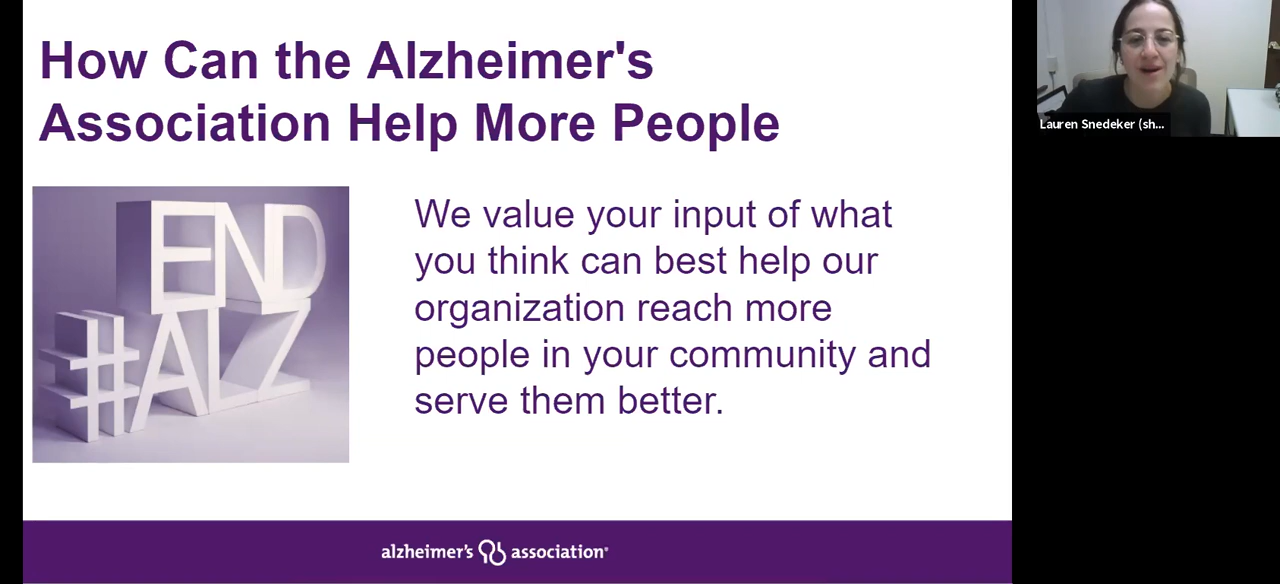 How Can the Alzheimer's
Association Help More People
END
#ALZ
We value your input of what
you think can best help our
organization reach more
people in your community and
serve them better.
alzheimer's association®
Lauren Snedeker (sh...